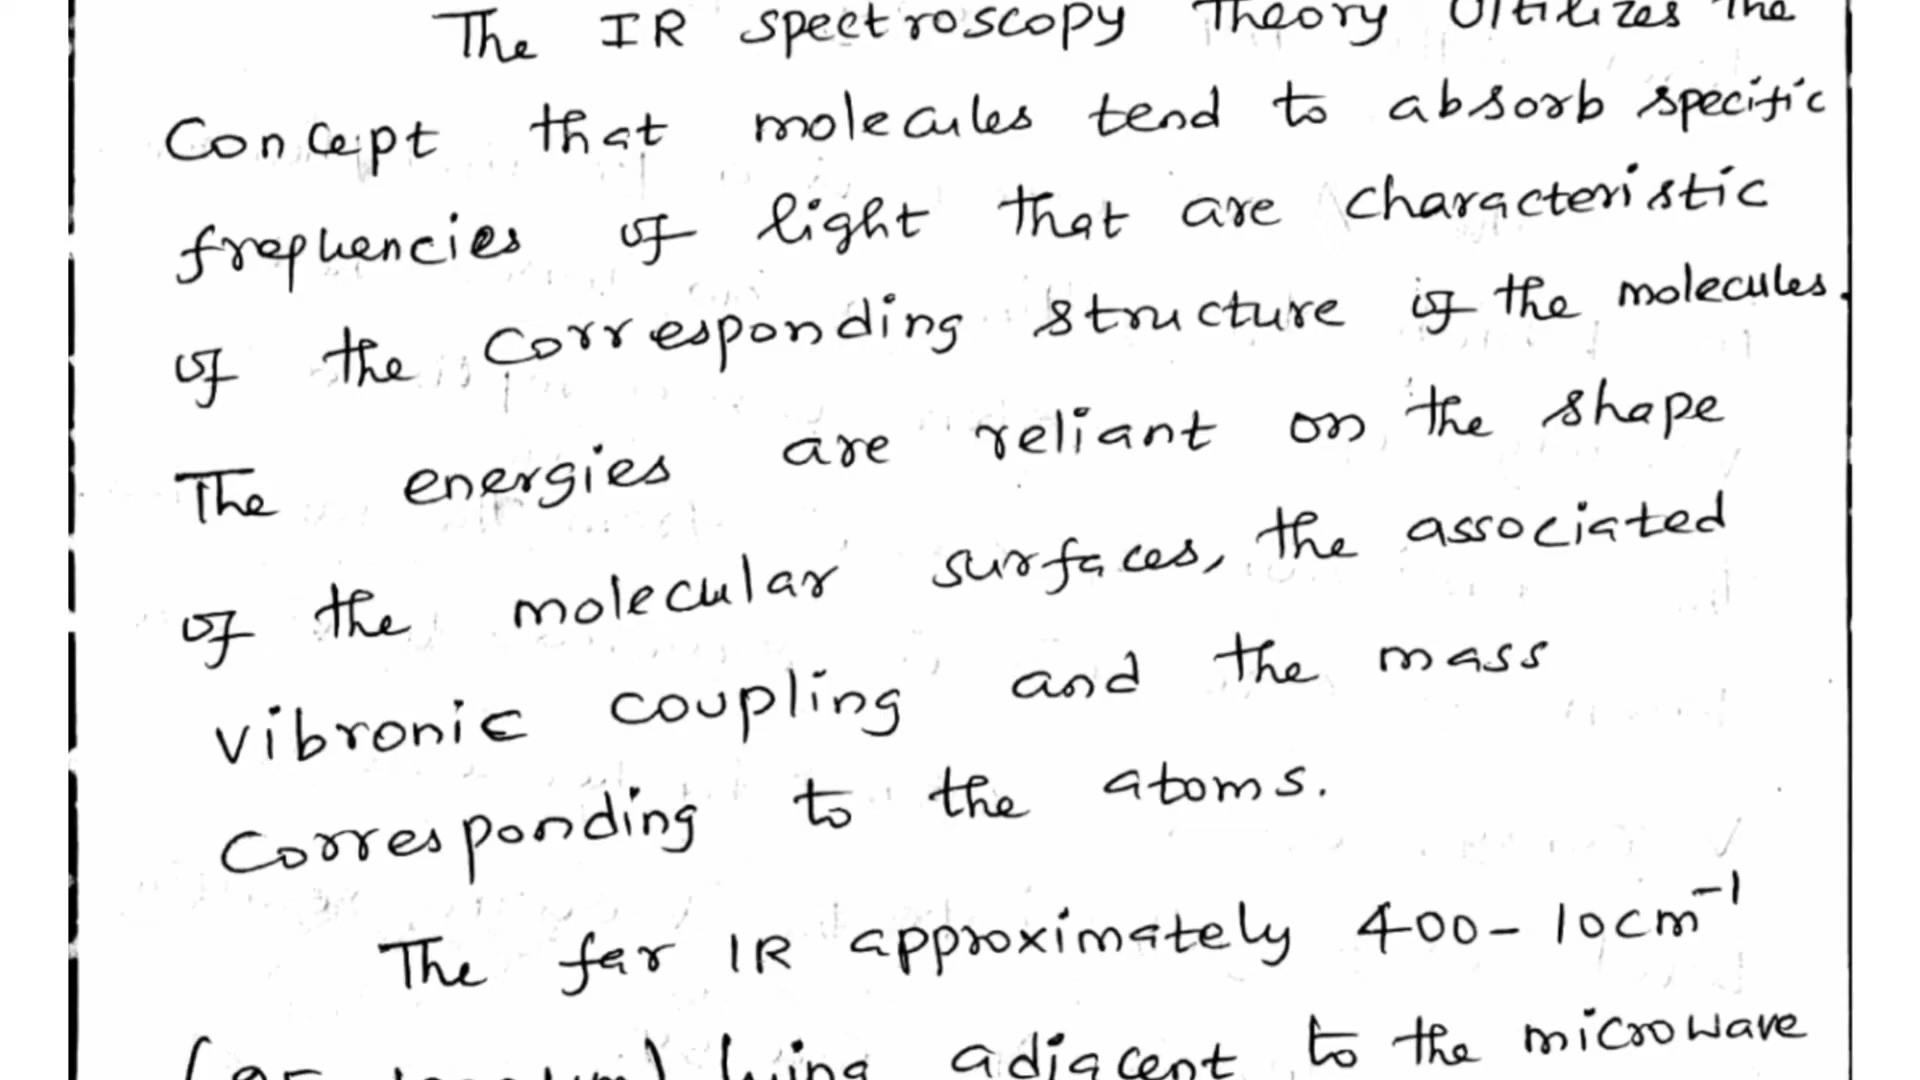 The IR spectroscopy Theory Utilizes the
Concept that molecules tend to absorb specific
frequencies of light that are characteristic
of the corresponding structure of the molecules.
The energies are reliant on the shape
of the molecular surfaces, the associated
vibronic coupling and the mass
corresponding to the atoms.
The far IR approximately 400-10cm⁻¹
lying adjacent to the microwave